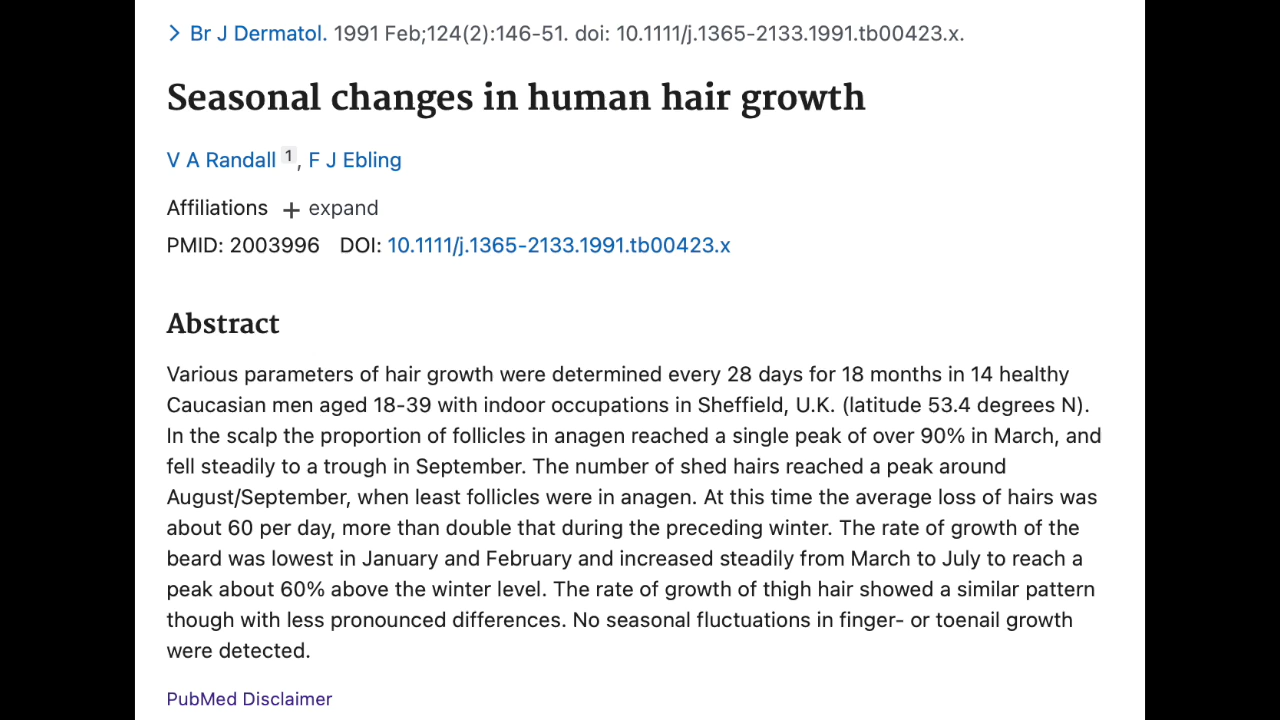 Br J Dermatol. 1991 Feb;124(2):146-51. doi: 10.1111/j.1365-2133.1991.tb00423.x.
Seasonal changes in human hair growth
V A Randall 1, F J Ebling
Affiliations + expand
PMID: 2003996 DOI: 10.1111/j.1365-2133.1991.tb00423.x
Abstract
Various parameters of hair growth were determined every 28 days for 18 months in 14 healthy
Caucasian men aged 18-39 with indoor occupations in Sheffield, U.K. (latitude 53.4 degrees N).
In the scalp the proportion of follicles in anagen reached a single peak of over 90% in March, and
fell steadily to a trough in September. The number of shed hairs reached a peak around
August/September, when least follicles were in anagen. At this time the average loss of hairs was
about 60 per day, more than double that during the preceding winter. The rate of growth of the
beard was lowest in January and February and increased steadily from March to July to reach a
peak about 60% above the winter level. The rate of growth of thigh hair showed a similar pattern
though with less pronounced differences. No seasonal fluctuations in finger- or toenail growth
were detected.
PubMed Disclaimer